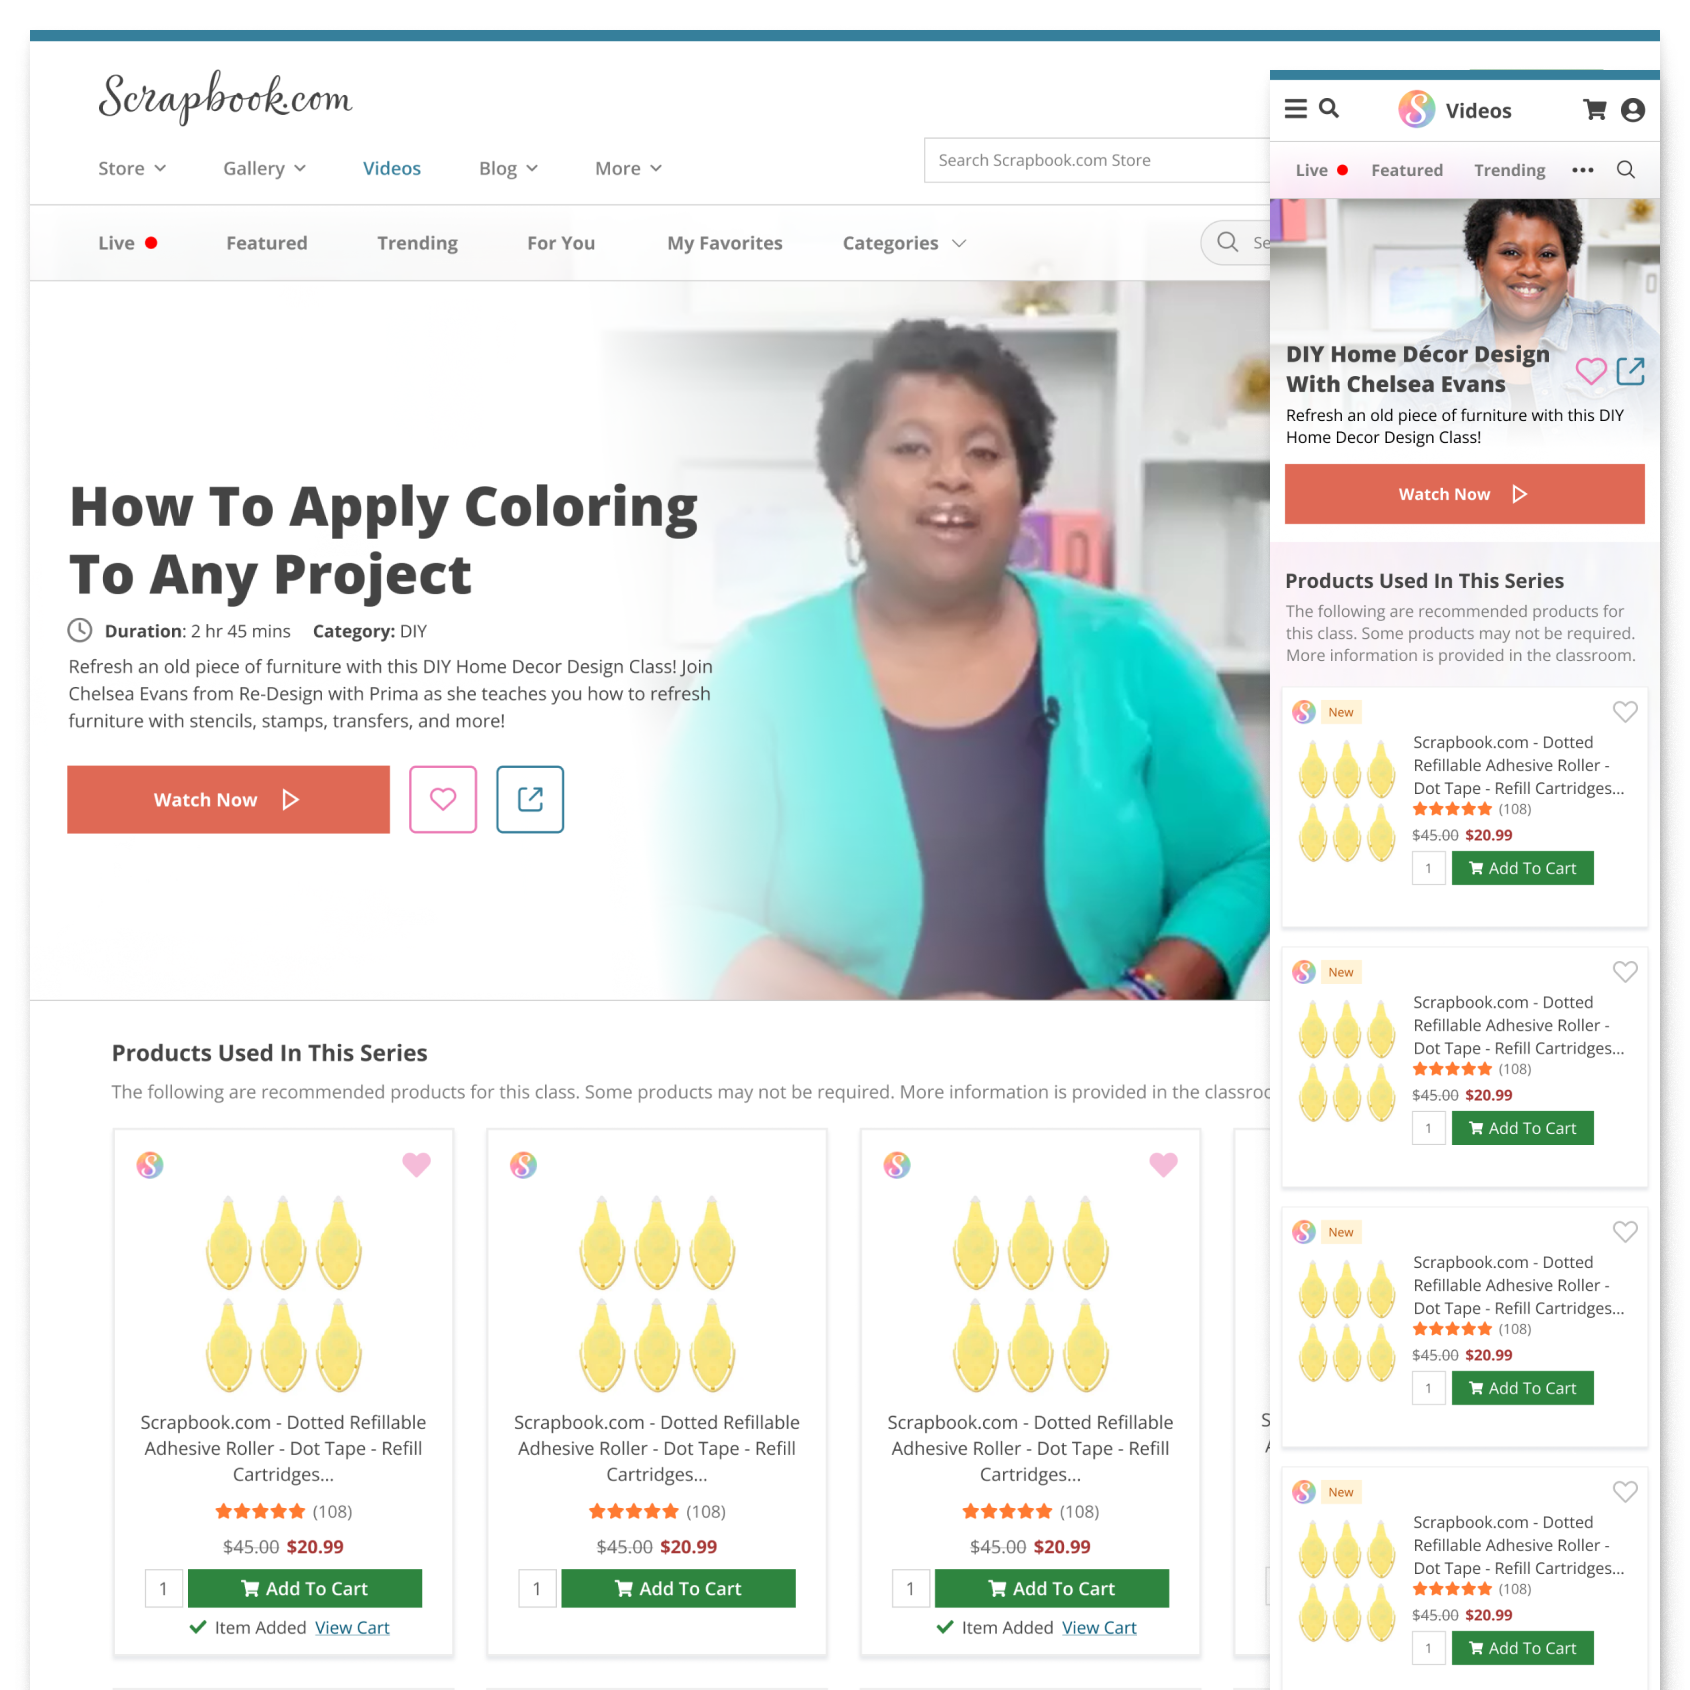 Scrapbook.com
Store
Gallery
Videos
Blog
More
Search Scrapbook.com Store
Live
Featured
Trending
For You
My Favorites
Categories
Se
How To Apply Coloring
To Any Project
Duration: 2 hr 45 mins Category: DIY
Refresh an old piece of furniture with this DIY Home Decor Design Class! Join
Chelsea Evans from Re-Design with Prima as she teaches you how to refresh
furniture with stencils, stamps, transfers, and more!
Watch Now
Products Used In This Series
The following are recommended products for this class. Some products may not be required. More information is provided in the classroo
S
Scrapbook.com - Dotted Refillable
Adhesive Roller - Dot Tape - Refill
Cartridges...
(108)
$45.00 $20.99
1 Add To Cart
Item Added View Cart
S
Scrapbook.com - Dotted Refillable
Adhesive Roller - Dot Tape - Refill
Cartridges...
(108)
$45.00 $20.99
1 Add To Cart
S
Scrapbook.com - Dotted Refillable
Adhesive Roller - Dot Tape - Refill
Cartridges...
(108)
$45.00 $20.99
1 Add To Cart
Item Added View Cart
S
A
S Videos
Live
Featured
Trending
DIY Home Décor Design
With Chelsea Evans
Refresh an old piece of furniture with this DIY
Home Decor Design Class!
Watch Now
Products Used In This Series
The following are recommended products for
this class. Some products may not be required.
More information is provided in the classroom.
S New
Scrapbook.com - Dotted
Refillable Adhesive Roller -
Dot Tape - Refill Cartridges...
(108)
$45.00 $20.99
1 Add To Cart
S New
Scrapbook.com - Dotted
Refillable Adhesive Roller -
Dot Tape - Refill Cartridges...
(108)
$45.00 $20.99
1 Add To Cart
S New
Scrapbook.com - Dotted
Refillable Adhesive Roller -
Dot Tape - Refill Cartridges...
(108)
$45.00 $20.99
1 Add To Cart
S New
Scrapbook.com - Dotted
Refillable Adhesive Roller -
Dot Tape - Refill Cartridges...
(108)
$45.00 $20.99
1 Add To Cart